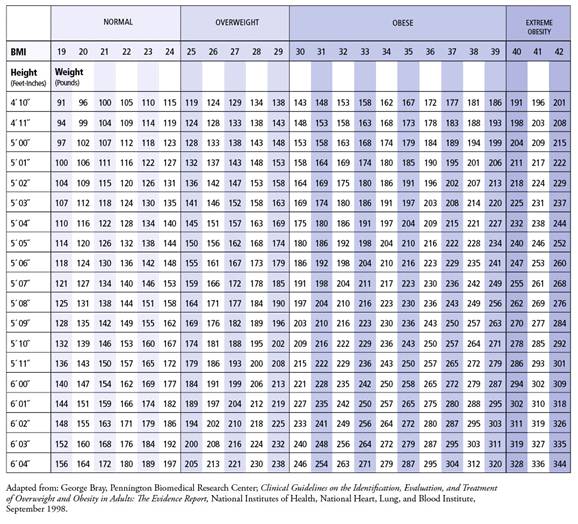 NORMAL OVERWEIGHT OBESE EXTREME OBESITY
BMI 19 20 21 22 23 24 25 26 27 28 29 30 31 32 33 34 35 36 37 38 39 40 41 42
Height (Feet-Inches) Weight (Pounds)
4´10˝ 91 96 100 105 110 115 119 124 129 134 138 143 148 153 158 162 167 172 177 181 186 191 196 201
4´11˝ 94 99 104 109 114 119 124 128 133 138 143 148 153 158 163 168 173 178 183 188 193 198 203 208
5´00˝ 97 102 107 112 118 123 128 133 138 143 148 153 158 163 168 174 179 184 189 194 199 204 209 215
5´01˝ 100 106 111 116 122 127 132 137 143 148 153 158 164 169 174 180 185 190 195 201 206 211 217 222
5´02˝ 104 109 115 120 126 131 136 142 147 153 158 164 169 175 180 186 191 196 202 207 213 218 224 229
5´03˝ 107 112 118 124 130 135 141 146 152 158 163 169 174 180 186 191 197 203 208 214 220 225 231 237
5´04˝ 110 116 122 128 134 140 145 151 157 163 169 175 180 186 191 197 204 209 215 221 227 232 238 244
5´05˝ 114 120 126 132 138 144 150 156 162 168 174 180 186 192 198 204 210 216 222 228 234 240 246 252
5´06˝ 118 124 130 136 142 148 155 161 167 173 179 186 192 198 204 210 216 223 229 235 241 247 253 260
5´07˝ 121 127 134 140 146 153 159 166 172 178 185 191 198 204 211 217 223 230 236 242 249 255 261 268
5´08˝ 125 131 138 144 151 158 164 171 177 184 190 197 204 210 216 223 230 236 243 249 256 262 269 276
5´09˝ 128 135 142 149 155 162 169 176 182 189 196 203 210 216 223 230 236 243 250 257 263 270 277 284
5´10˝ 132 139 146 153 160 167 174 181 188 195 202 209 216 222 229 236 243 250 257 264 271 278 285 292
5´11˝ 136 143 150 157 165 172 179 186 193 200 208 215 222 229 236 243 250 257 265 272 279 286 293 301
6´00˝ 140 147 154 162 169 177 184 191 199 206 213 221 228 235 242 250 258 265 272 279 287 294 302 309
6´01˝ 144 151 159 166 174 182 189 197 204 212 219 227 235 242 250 257 265 272 280 288 295 302 310 318
6´02˝ 148 155 163 171 179 186 194 202 210 218 225 233 241 249 256 264 272 280 287 295 303 311 319 326
6´03˝ 152 160 168 176 184 192 200 208 216 224 232 240 248 256 264 272 279 287 295 303 311 319 327 335
6´04˝ 156 164 172 180 189 197 205 213 221 230 238 246 254 263 271 279 287 295 304 312 320 328 336 344
Adapted from: George Bray, Pennington Biomedical Research Center; Clinical Guidelines on the Identification, Evaluation, and Treatment
of Overweight and Obesity in Adults: The Evidence Report, National Institutes of Health, National Heart, Lung, and Blood Institute,
September 1998.